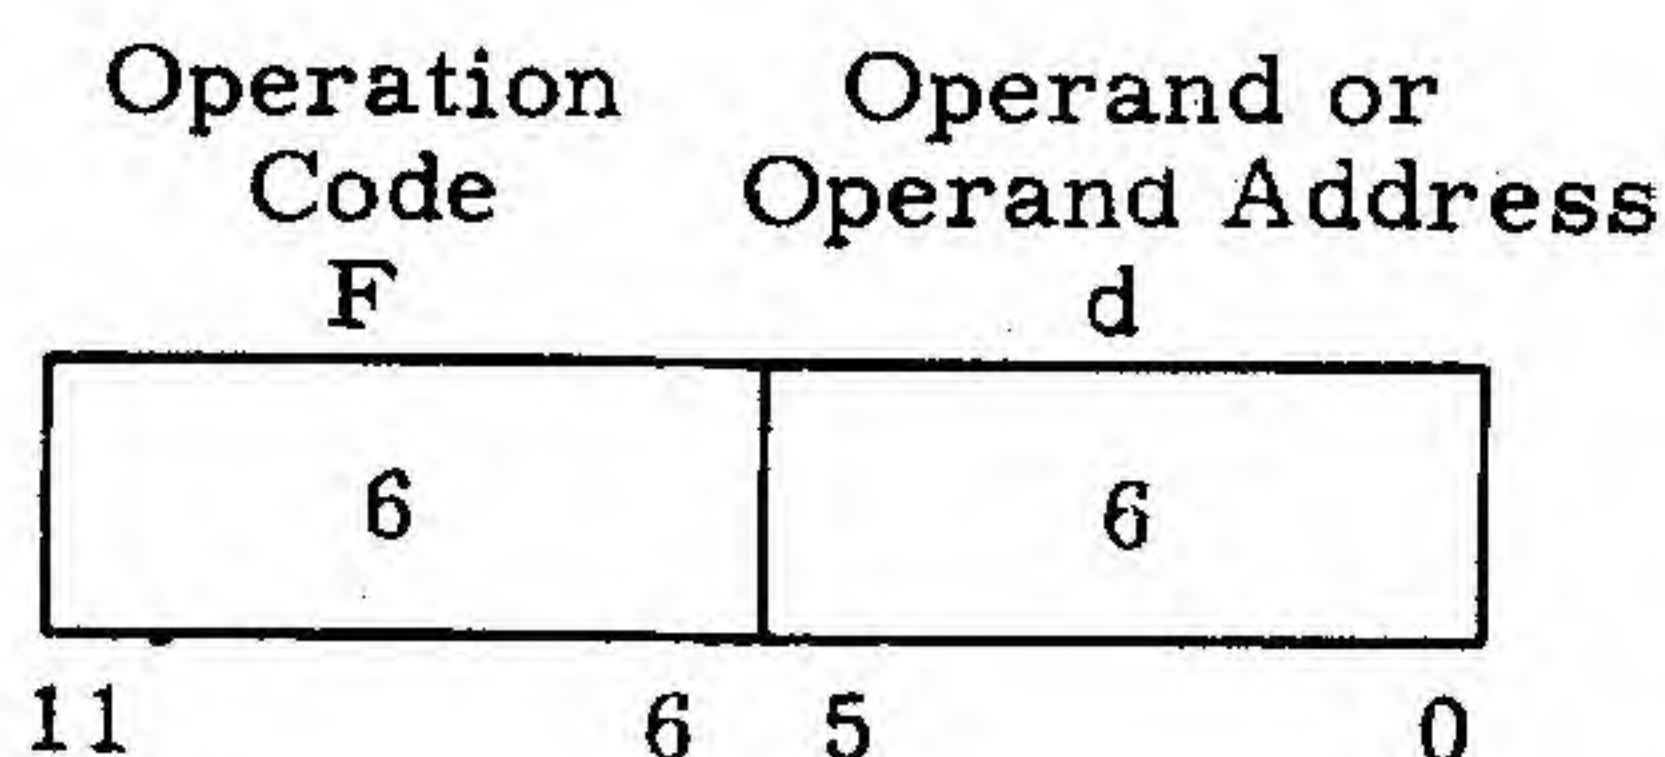 Operation Operand or
Code Operand Address
F d
6 6
11 6 5 0